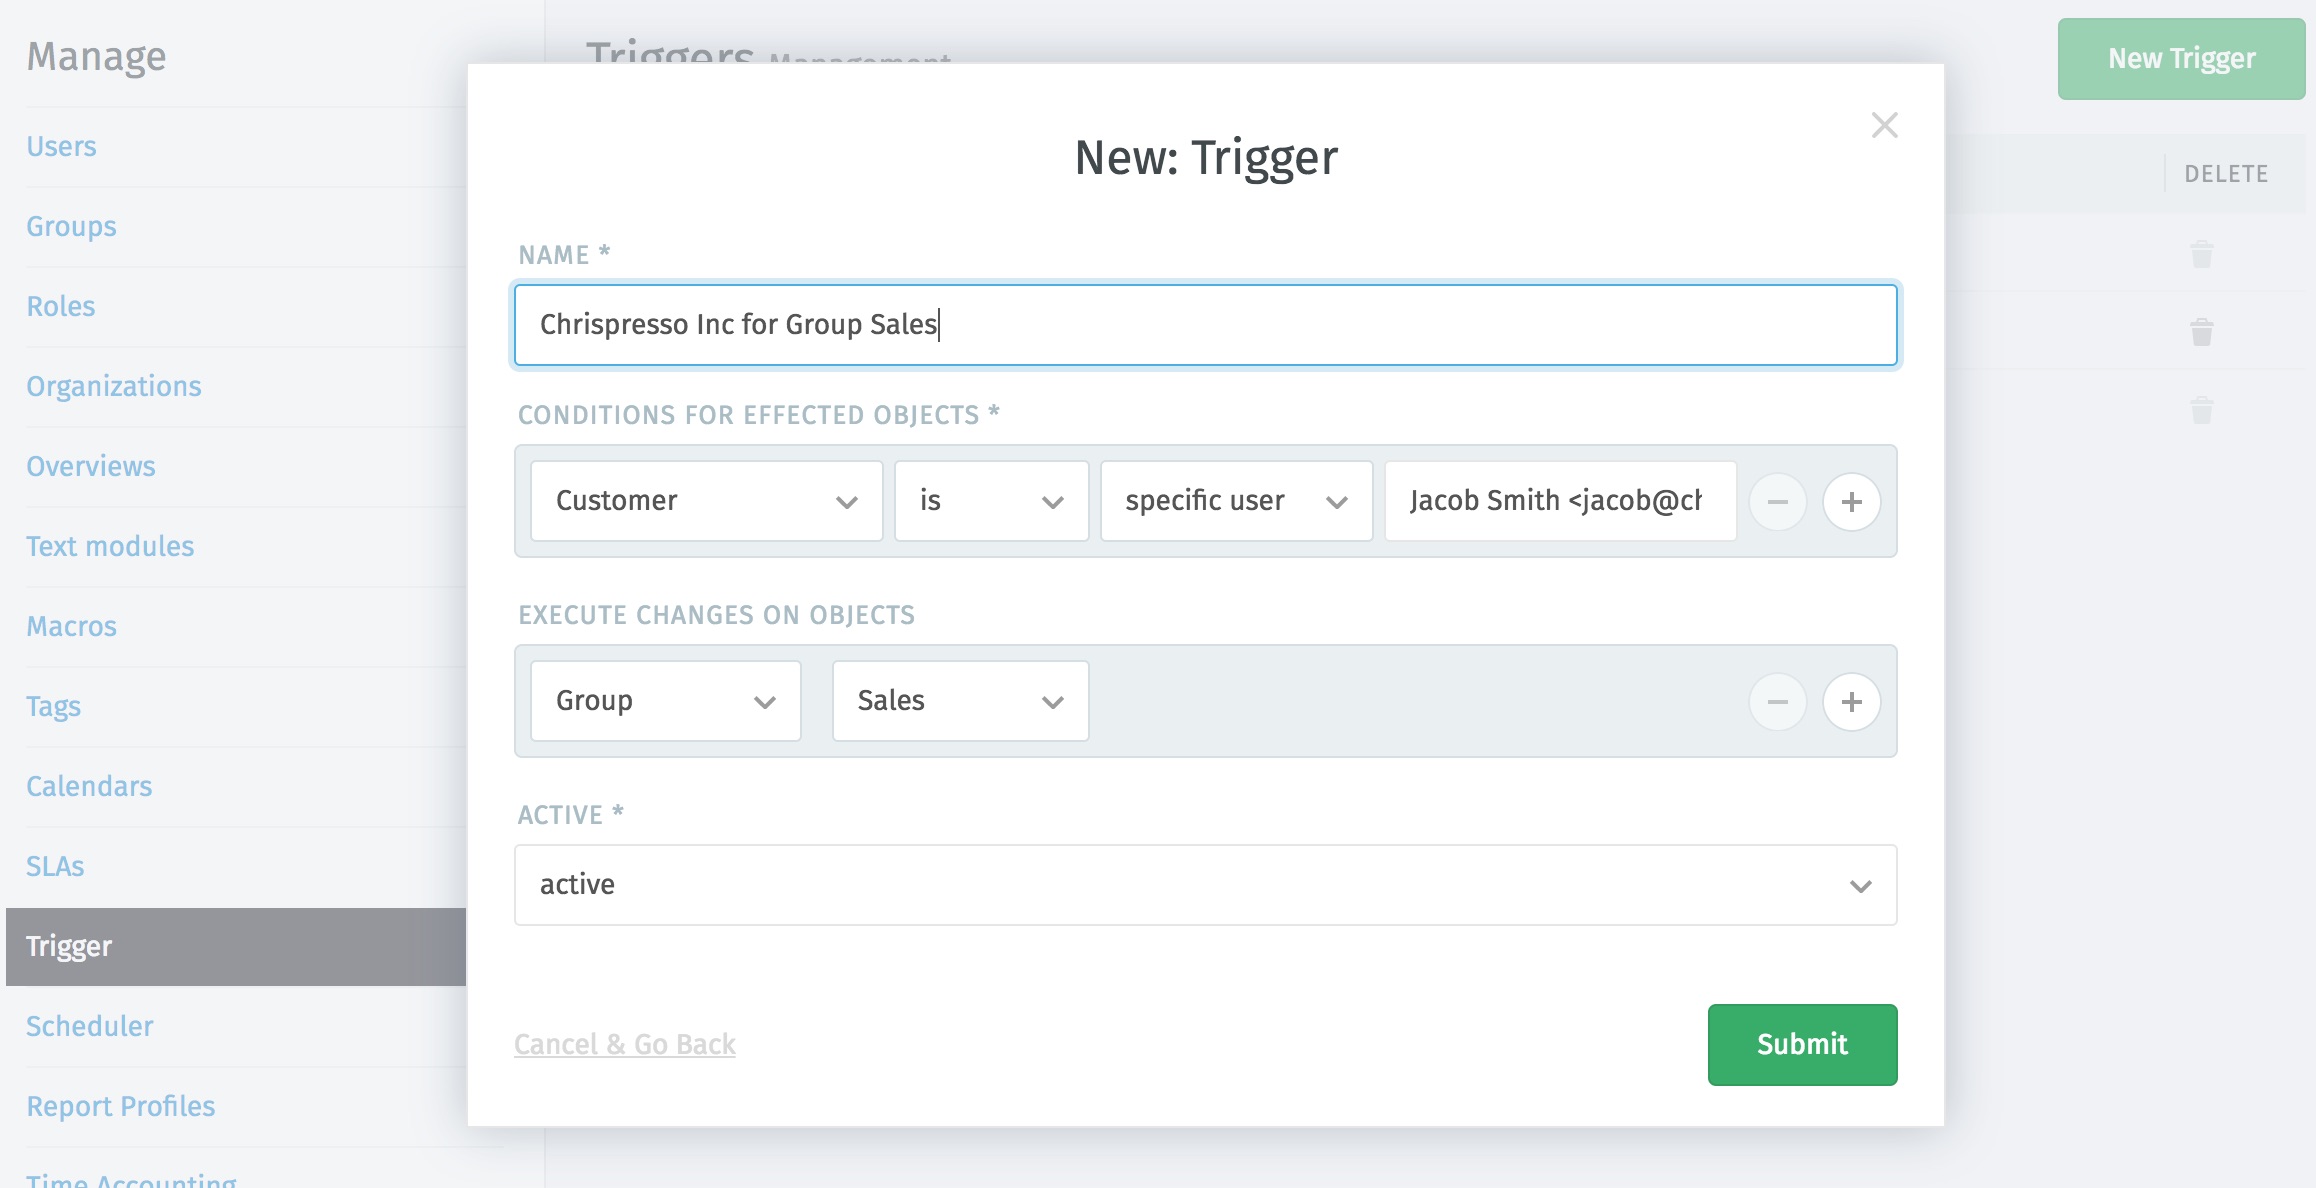 Manage
Users
Groups
Roles
Organizations
Overviews
Text modules
Macros
Tags
Calendars
SLAs
Trigger
Scheduler
Report Profiles
Time Accounting
Triggers Management
New Trigger
DELETE
New: Trigger
NAME *
Chrispresso Inc for Group Sales
CONDITIONS FOR EFFECTED OBJECTS *
Customer is specific user Jacob Smith <jacob@ch
EXECUTE CHANGES ON OBJECTS
Group Sales
ACTIVE *
active
Cancel & Go Back Submit